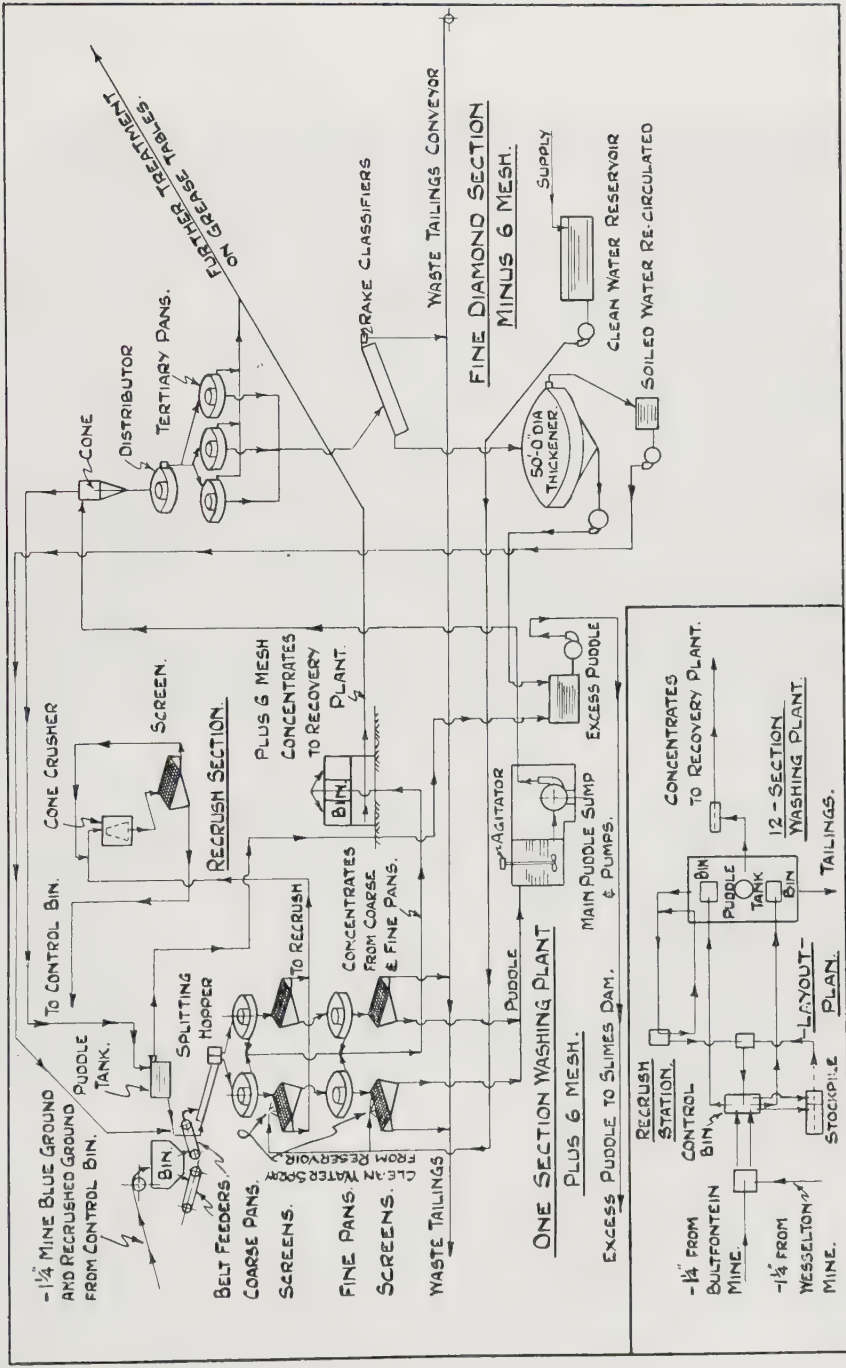 -1¼" MINE BLUE GROUND
AND RECRUSHED GROUND
FROM CONTROL BIN.
PUDDLE
TANK.
TO CONTROL BIN.
SPLITTING
HOPPER
BIN.
BELT FEEDERS.
COARSE PANS.
SCREENS.
FINE PANS.
SCREENS.
WASTE TAILINGS
CLEAN WATER SPRAY
FROM RESERVOIR
CONE CRUSHER
SCREEN.
RECRUSH SECTION.
TO RECRUSH
CONCENTRATES
FROM COARSE
& FINE PANS.
PLUS 6 MESH
CONCENTRATES
TO RECOVERY
PLANT.
BIN.
PUDDLE
AGITATOR
MAIN PUDDLE SUMP
& PUMPS.
EXCESS PUDDLE
ONE SECTION WASHING PLANT
PLUS 6 MESH.
EXCESS PUDDLE TO SLIMES DAM.
CONE
DISTRIBUTOR
TERTIARY PANS.
FURTHER TREATMENT
ON GREASE TABLES.
RAKE CLASSIFIERS
WASTE TAILINGS CONVEYOR
FINE DIAMOND SECTION
MINUS 6 MESH.
50'-0" DIA
THICKENER.
SUPPLY
CLEAN WATER RESERVOIR
SOILED WATER RE-CIRCULATED
-1¼" FROM
BULTFONTEIN
MINE.
-1¼" FROM
WESSELTON
MINE.
RECRUSH
STATION.
CONTROL
BIN.
STOCKPILE
LAYOUT-
PLAN.
BIN
PUDDLE
TANK
BIN
CONCENTRATES
TO RECOVERY PLANT.
12-SECTION
WASHING PLANT.
TAILINGS.